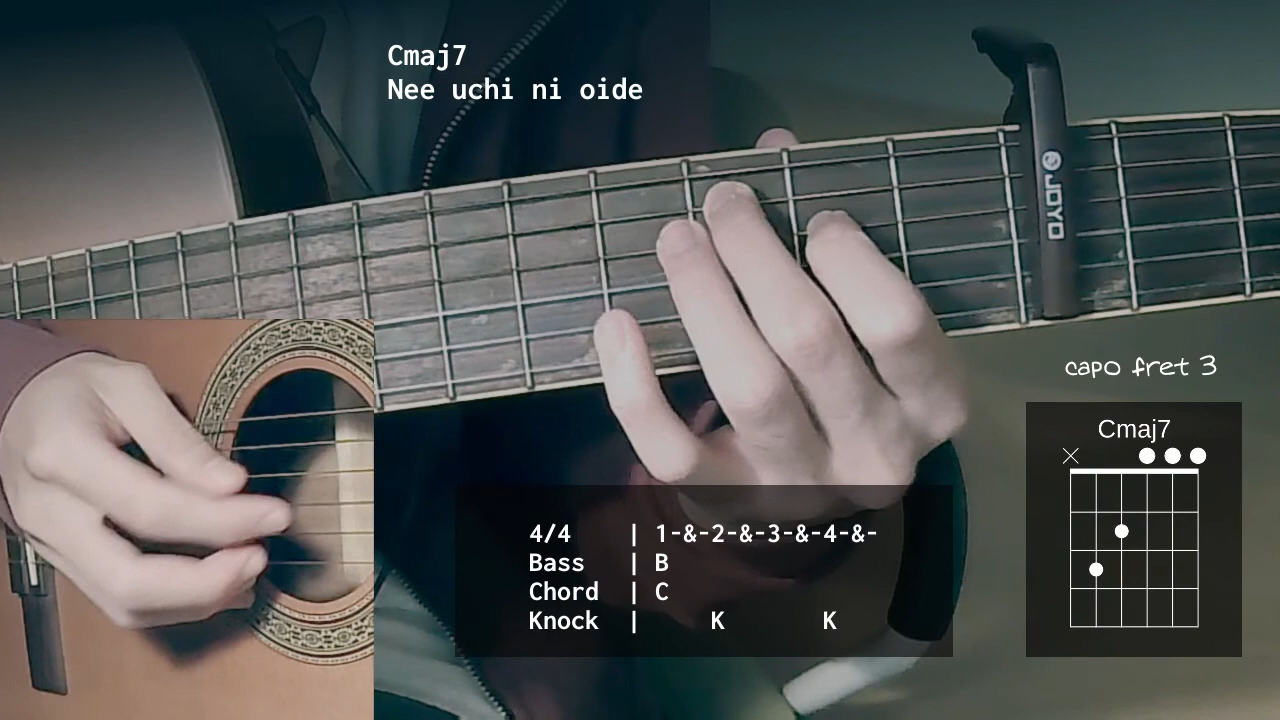 Cmaj7
Nee uchi ni oide
JOYO
capo fret 3
Cmaj7
4/4 | 1-&-2-&-3-&-4-&-
Bass | B
Chord | C
Knock | K K